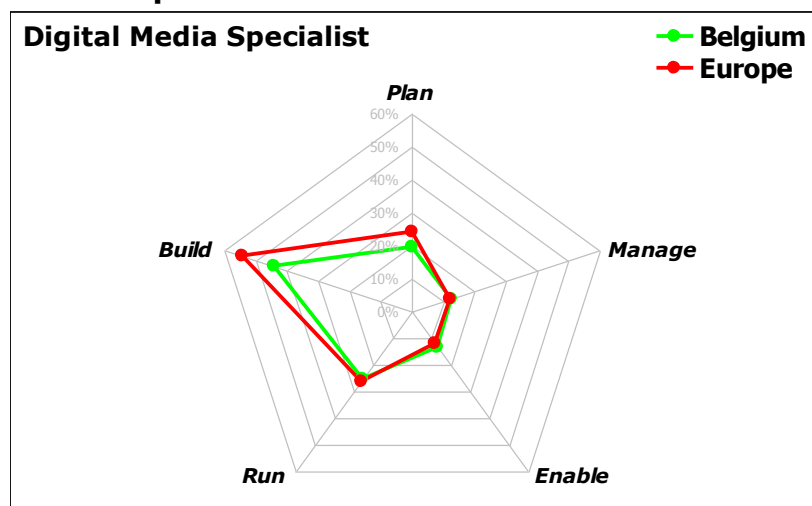 Digital Media Specialist
Belgium
Europe
Plan
60%
50%
40%
30%
20%
10%
0%
Build
Manage
Run
Enable